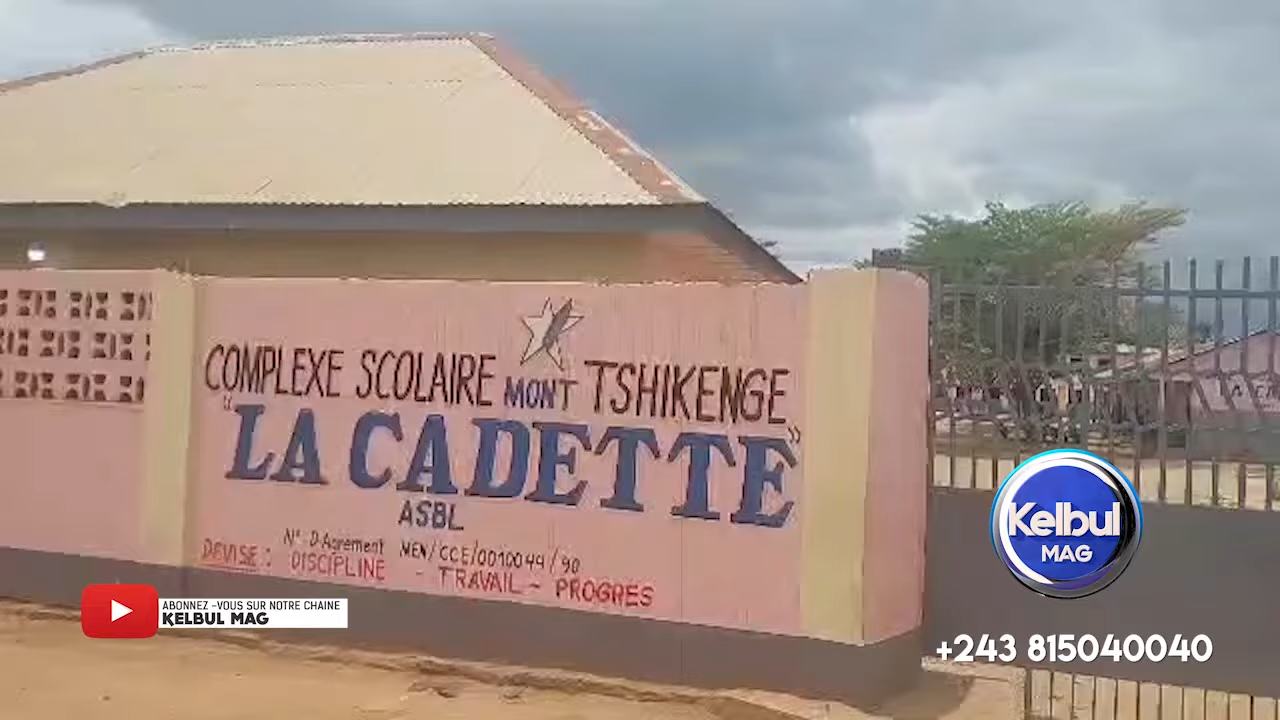 COMPLEXE SCOLAIRE MONT TSHIKENGE
"LA CADETTE"
ASBL
N° D'Agrement MEN/CCE/0010044/90
DEVISE: DISCIPLINE - TRAVAIL - PROGRES
ABONNEZ -VOUS SUR NOTRE CHAINE
KELBUL MAG
Kelbul
MAG
+243 815040040